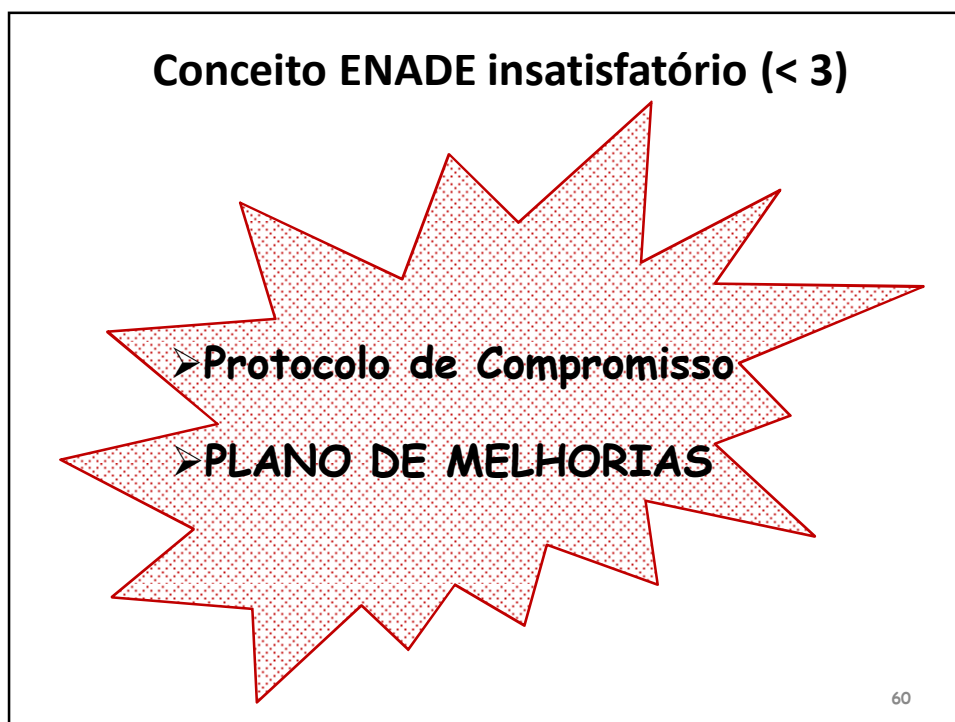 Conceito ENADE insatisfatório (< 3)
➢Protocolo de Compromisso
➢PLANO DE MELHORIAS
60